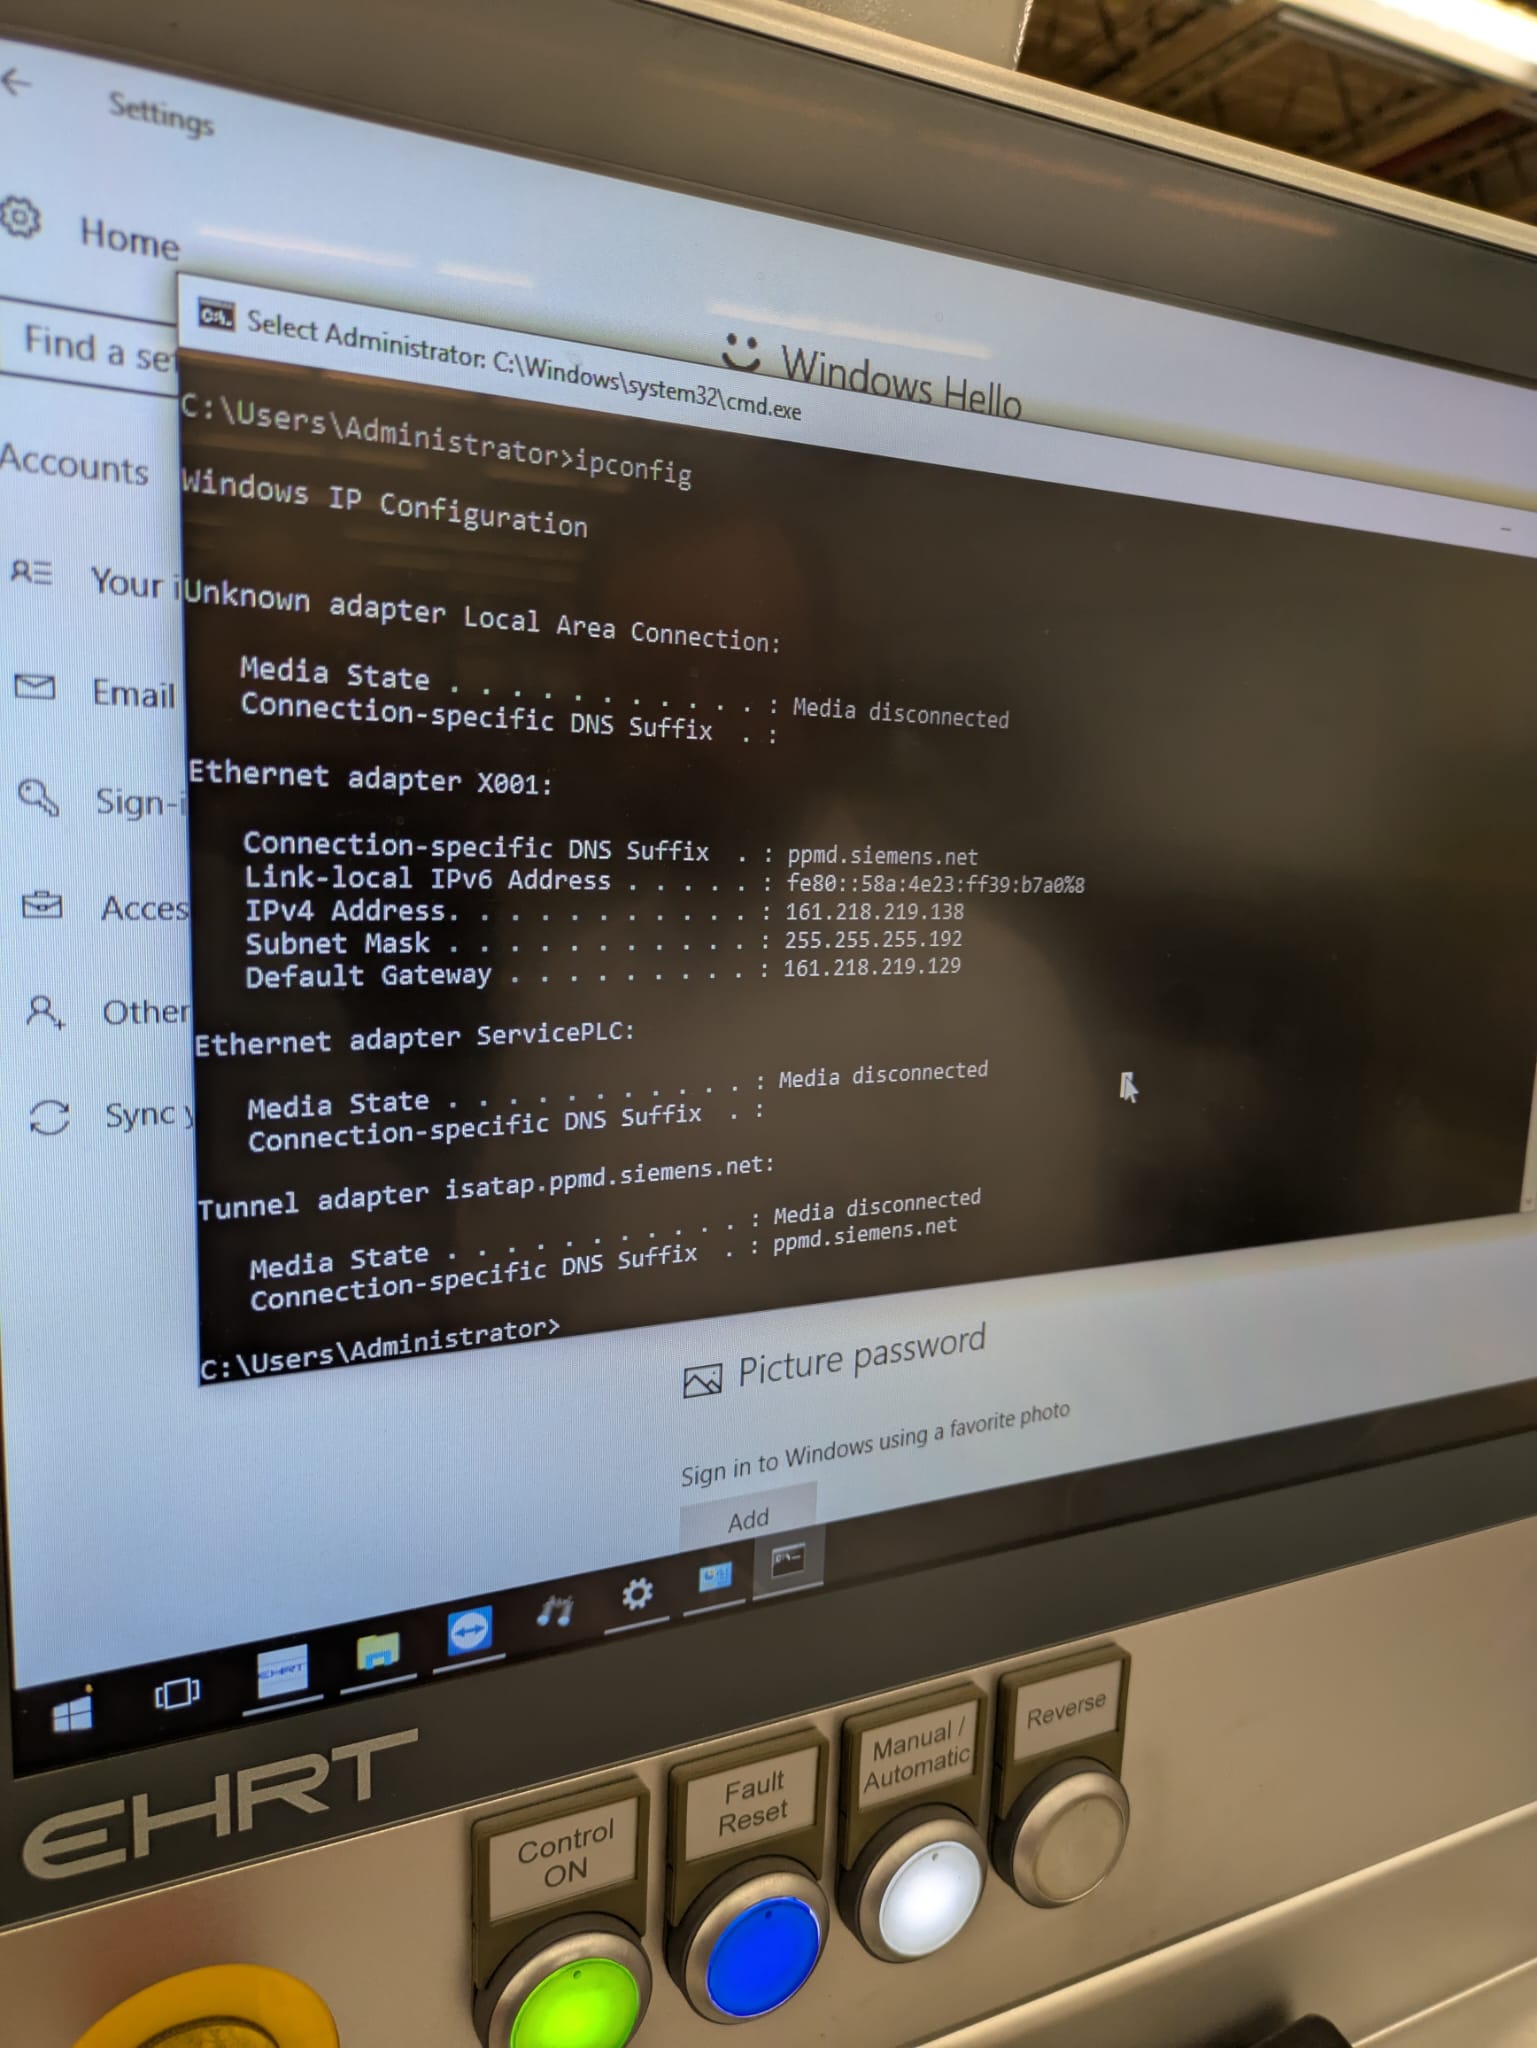 Settings
Home
Find a se
Accounts
Your i
Email
Sign-i
Acces
Other
Sync y
Windows Hello
Select Administrator: C:\Windows\system32\cmd.exe
C:\Users\Administrator>ipconfig
Windows IP Configuration
Unknown adapter Local Area Connection:
Media State . . . . . . . . . . . : Media disconnected
Connection-specific DNS Suffix  . :
Ethernet adapter X001:
Connection-specific DNS Suffix  . : ppmd.siemens.net
Link-local IPv6 Address . . . . . : fe80::58a:4e23:ff39:b7a0%8
IPv4 Address. . . . . . . . . . . : 161.218.219.138
Subnet Mask . . . . . . . . . . . : 255.255.255.192
Default Gateway . . . . . . . . . : 161.218.219.129
Ethernet adapter ServicePLC:
Media State . . . . . . . . . . . : Media disconnected
Connection-specific DNS Suffix  . :
Tunnel adapter isatap.ppmd.siemens.net:
Media State . . . . . . . . . . . : Media disconnected
Connection-specific DNS Suffix  . : ppmd.siemens.net
C:\Users\Administrator>
Picture password
Sign in to Windows using a favorite photo
Add
EHRT
EHRT
Control
ON
Fault
Reset
Manual /
Automatic
Reverse